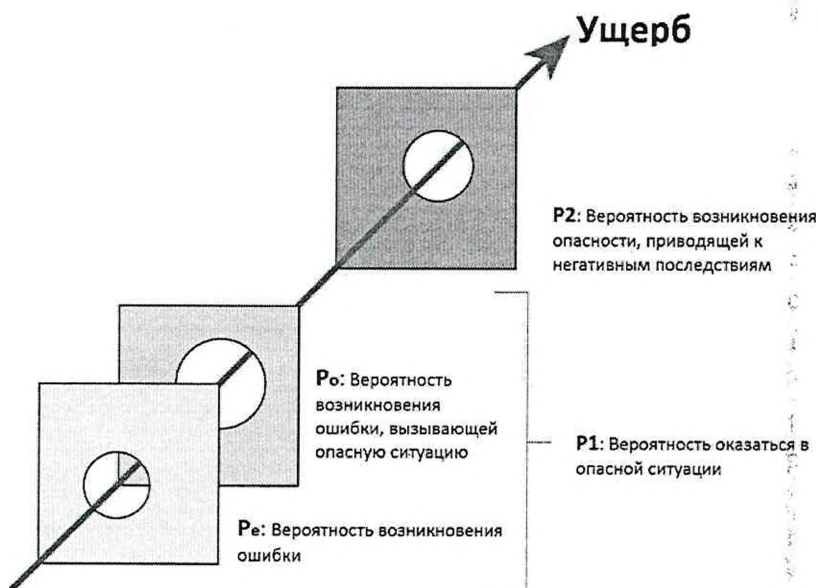 Ущерб
P2: Вероятность возникновения
опасности, приводящей к
негативным последствиям
Po: Вероятность
возникновения
ошибки, вызывающей
опасную ситуацию
P1: Вероятность оказаться в
опасной ситуации
Pe: Вероятность возникновения
ошибки